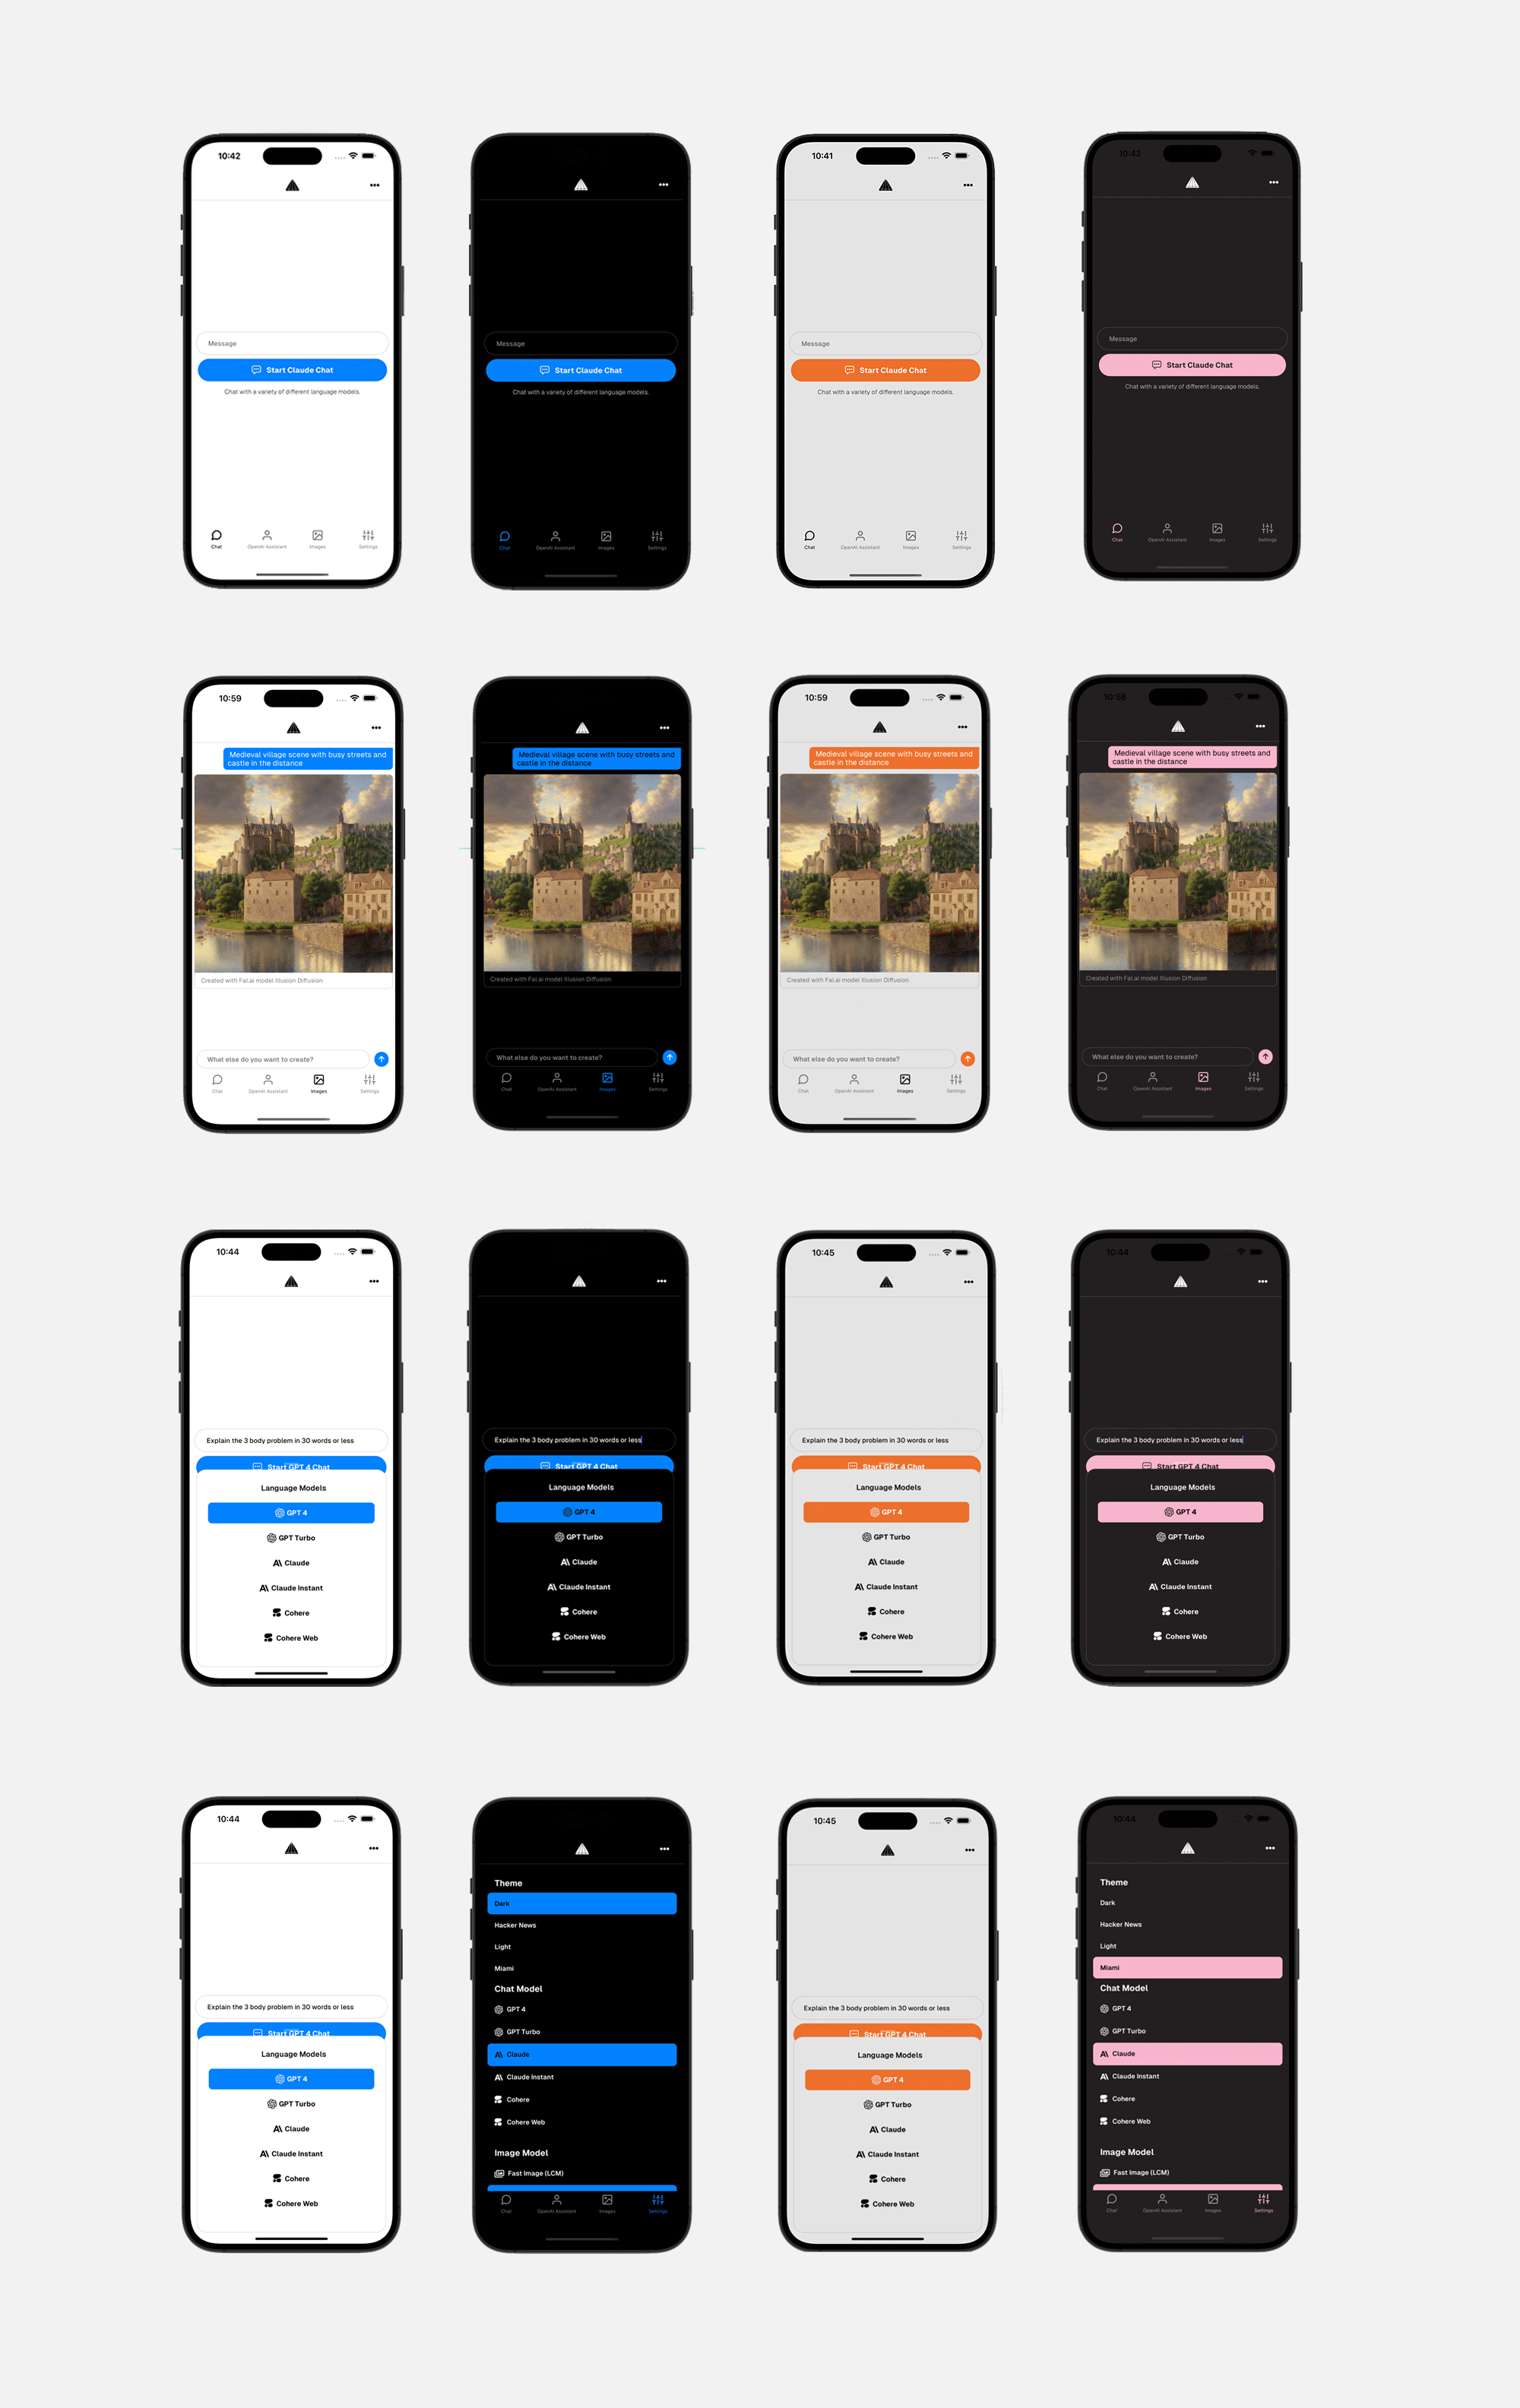 10:42
Message
Start Claude Chat
Chat with a variety of different language models.
Chat
OpenAI Assistant
Images
Settings
Message
Start Claude Chat
Chat with a variety of different language models.
Chat
OpenAI Assistant
Images
Settings
10:41
Message
Start Claude Chat
Chat with a variety of different language models.
Chat
OpenAI Assistant
Images
Settings
10:42
Message
Start Claude Chat
Chat with a variety of different language models.
Chat
OpenAI Assistant
Images
Settings
10:59
Medieval village scene with busy streets and
castle in the distance
Created with Fal.ai model Illusion Diffusion
What else do you want to create?
Chat
OpenAI Assistant
Images
Settings
Medieval village scene with busy streets and
castle in the distance
Created with Fal.ai model Illusion Diffusion
What else do you want to create?
Chat
OpenAI Assistant
Images
Settings
10:59
Medieval village scene with busy streets and
castle in the distance
Created with Fal.ai model Illusion Diffusion
What else do you want to create?
Chat
OpenAI Assistant
Images
Settings
10:58
Medieval village scene with busy streets and
castle in the distance
Created with Fal.ai model Illusion Diffusion
What else do you want to create?
Chat
OpenAI Assistant
Images
Settings
10:44
Explain the 3 body problem in 30 words or less
Start GPT 4 Chat
Language Models
GPT 4
GPT Turbo
Claude
Claude Instant
Cohere
Cohere Web
Explain the 3 body problem in 30 words or less
Start GPT 4 Chat
Language Models
GPT 4
GPT Turbo
Claude
Claude Instant
Cohere
Cohere Web
10:45
Explain the 3 body problem in 30 words or less
Start GPT 4 Chat
Language Models
GPT 4
GPT Turbo
Claude
Claude Instant
Cohere
Cohere Web
10:44
Explain the 3 body problem in 30 words or less
Start GPT 4 Chat
Language Models
GPT 4
GPT Turbo
Claude
Claude Instant
Cohere
Cohere Web
10:44
Explain the 3 body problem in 30 words or less
Start GPT 4 Chat
Language Models
GPT 4
GPT Turbo
Claude
Claude Instant
Cohere
Cohere Web
Theme
Dark
Hacker News
Light
Miami
Chat Model
GPT 4
GPT Turbo
Claude
Claude Instant
Cohere
Cohere Web
Image Model
Fast Image (LCM)
Chat
OpenAI Assistant
Images
Settings
10:45
Explain the 3 body problem in 30 words or less
Start GPT 4 Chat
Language Models
GPT 4
GPT Turbo
Claude
Claude Instant
Cohere
Cohere Web
10:44
Theme
Dark
Hacker News
Light
Miami
Chat Model
GPT 4
GPT Turbo
Claude
Claude Instant
Cohere
Cohere Web
Image Model
Fast Image (LCM)
Chat
OpenAI Assistant
Images
Settings